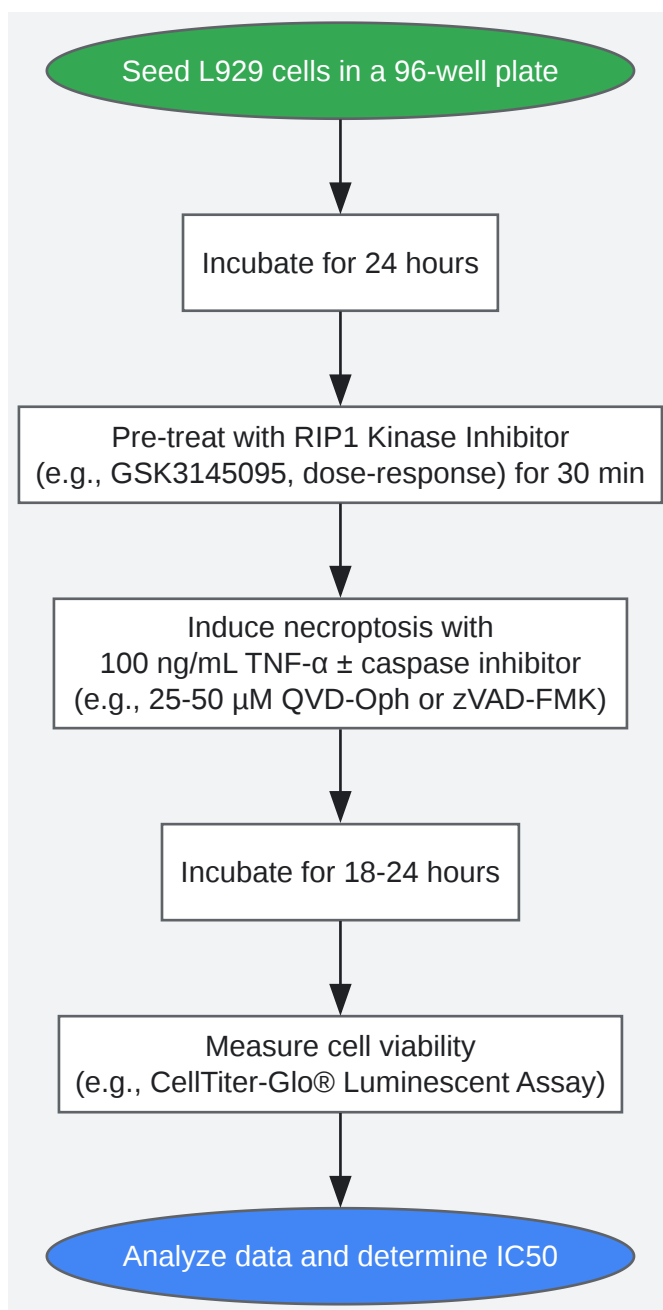 Seed L929 cells in a 96-well plate
Incubate for 24 hours
Pre-treat with RIP1 Kinase Inhibitor
(e.g., GSK3145095, dose-response) for 30 min
Induce necroptosis with
100 ng/mL TNF-α ± caspase inhibitor
(e.g., 25-50 µM QVD-Oph or zVAD-FMK)
Incubate for 18-24 hours
Measure cell viability
(e.g., CellTiter-Glo® Luminescent Assay)
Analyze data and determine IC50